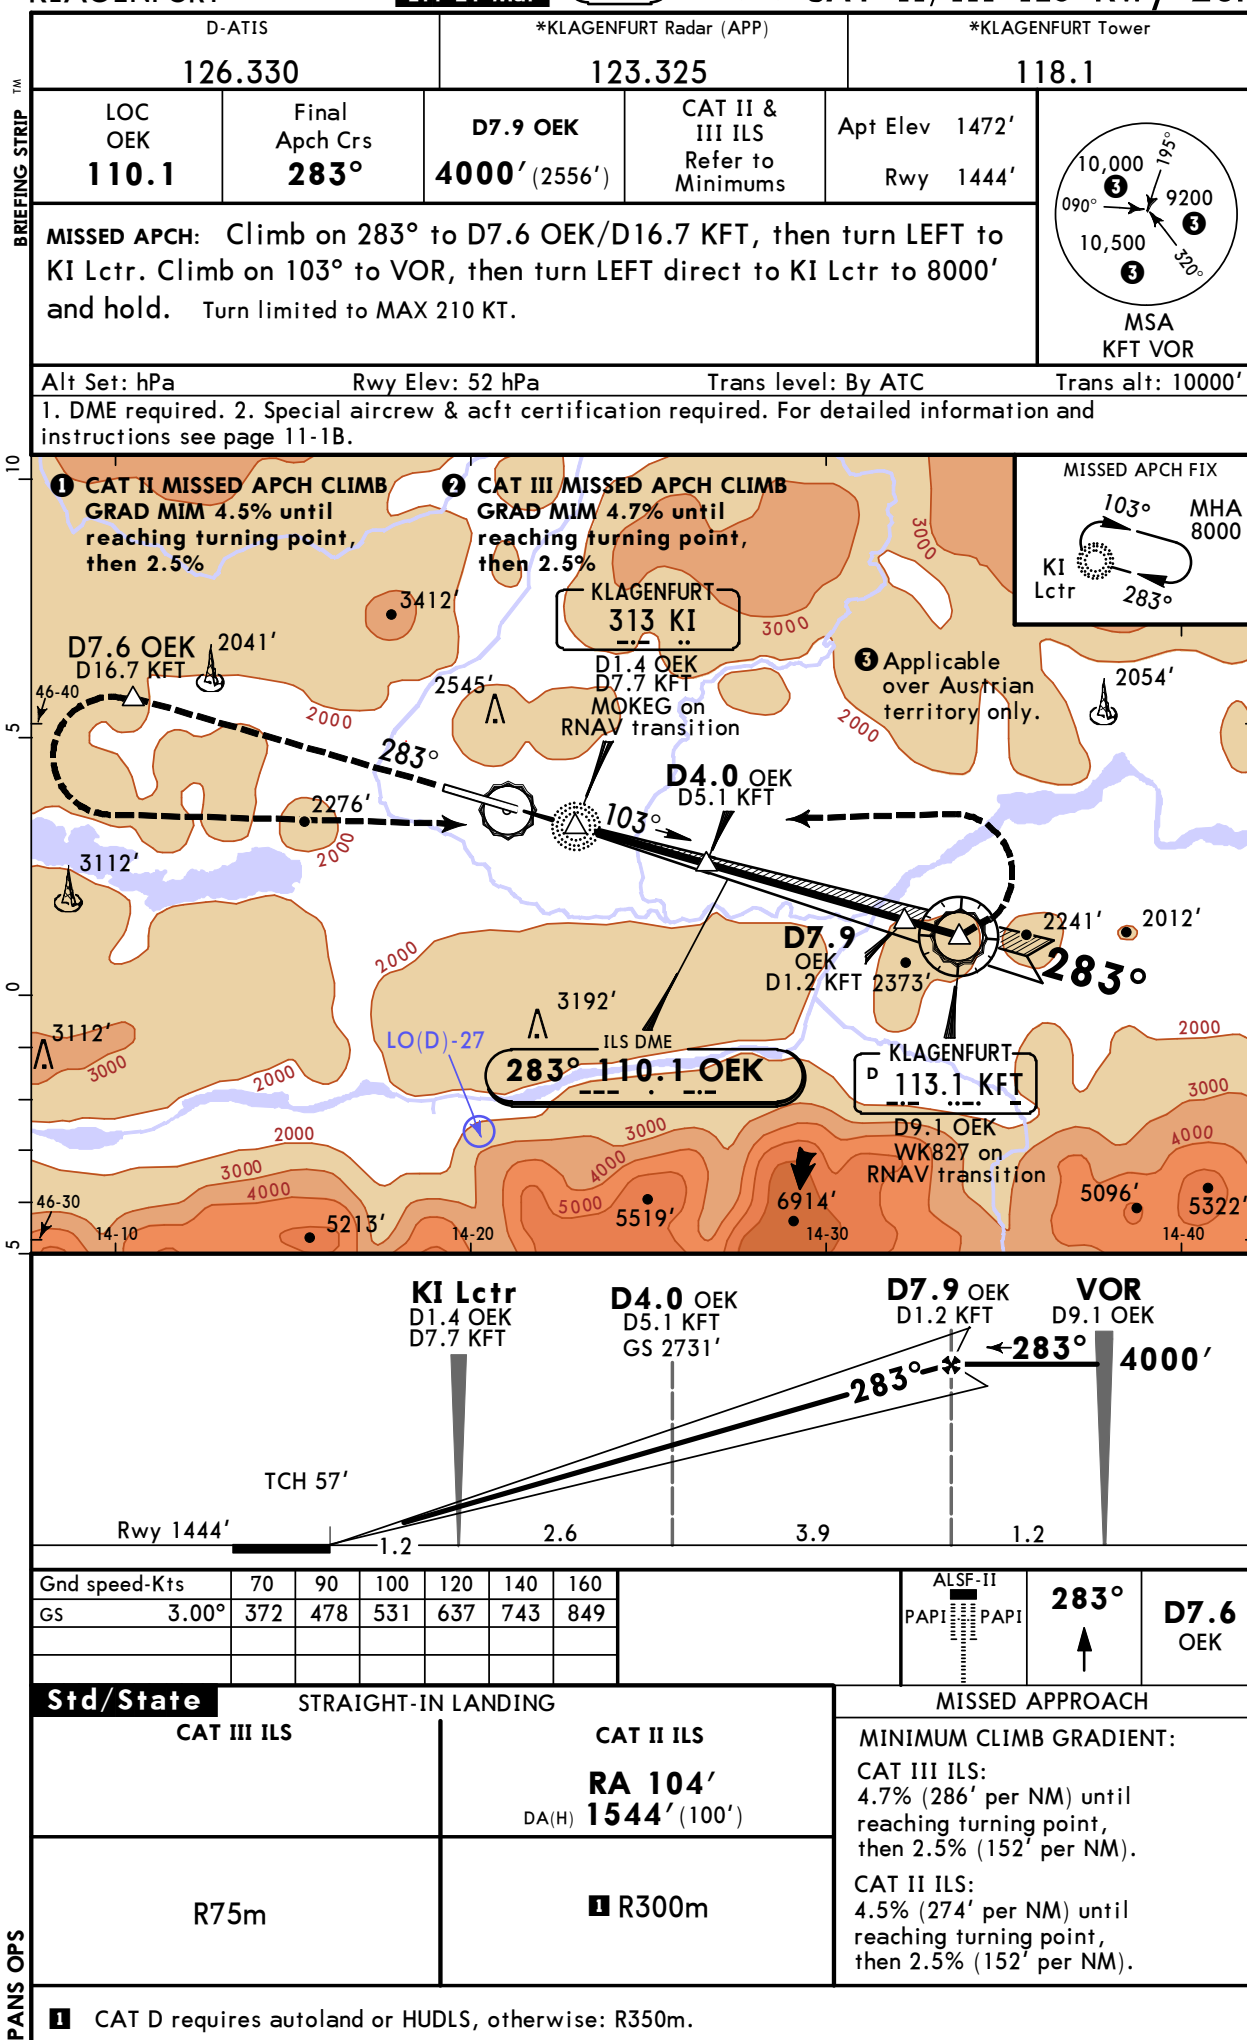 D-ATIS
126.330
*KLAGENFURT Radar (APP)
123.325
*KLAGENFURT Tower
118.1
BRIEFING STRIP TM
LOC
OEK
110.1
Final
Apch Crs
283°
D7.9 OEK
4000' (2556')
CAT II &
III ILS
Refer to
Minimums
Apt Elev 1472'
Rwy 1444'
MISSED APCH: Climb on 283° to D7.6 OEK/D16.7 KFT, then turn LEFT to
KI Lctr. Climb on 103° to VOR, then turn LEFT direct to KI Lctr to 8000'
and hold. Turn limited to MAX 210 KT.
10,000
3
195°
090°
9200
3
10,500
3
320°
MSA
KFT VOR
Alt Set: hPa Rwy Elev: 52 hPa Trans level: By ATC Trans alt: 10000'
1. DME required. 2. Special aircrew & acft certification required. For detailed information and
instructions see page 11-1B.
10
5
0
5
1 CAT II MISSED APCH CLIMB
GRAD MIM 4.5% until
reaching turning point,
then 2.5%
2 CAT III MISSED APCH CLIMB
GRAD MIM 4.7% until
reaching turning point,
then 2.5%
MISSED APCH FIX
103°
MHA
8000
KI
Lctr
283°
3000
3412'
KLAGENFURT
313 KI
3000
D1.4 OEK
D7.7 KFT
MOKEG on
RNAV transition
3 Applicable
over Austrian
territory only.
D7.6 OEK
D16.7 KFT
2041'
2054'
46-40
2545'
2000
2000
283°
D4.0 OEK
D5.1 KFT
2276'
103°
2000
3112'
2241'
2012'
D7.9
OEK
D1.2 KFT
2373'
283°
2000
3192'
3112'
3000
LO(D)-27
ILS DME
283° 110.1 OEK
KLAGENFURT
D 113.1 KFT
D9.1 OEK
WK827 on
RNAV transition
2000
2000
3000
2000
3000
4000
3000
4000
4000
5000
46-30
5213'
5519'
6914'
5096'
5322'
14-10
14-20
14-30
14-40
KI Lctr
D1.4 OEK
D7.7 KFT
D4.0 OEK
D5.1 KFT
GS 2731'
D7.9 OEK
D1.2 KFT
VOR
D9.1 OEK
283°
4000'
283°
TCH 57'
Rwy 1444'
1.2
2.6
3.9
1.2
Gnd speed-Kts 70 90 100 120 140 160
GS 3.00° 372 478 531 637 743 849
ALSF-II
PAPI PAPI
283°
D7.6
OEK
Std/State STRAIGHT-IN LANDING
CAT III ILS
CAT II ILS
RA 104'
DA(H) 1544' (100')
R75m
1 R300m
MISSED APPROACH
MINIMUM CLIMB GRADIENT:
CAT III ILS:
4.7% (286' per NM) until
reaching turning point,
then 2.5% (152' per NM).
CAT II ILS:
4.5% (274' per NM) until
reaching turning point,
then 2.5% (152' per NM).
PANS OPS
1 CAT D requires autoland or HUDLS, otherwise: R350m.